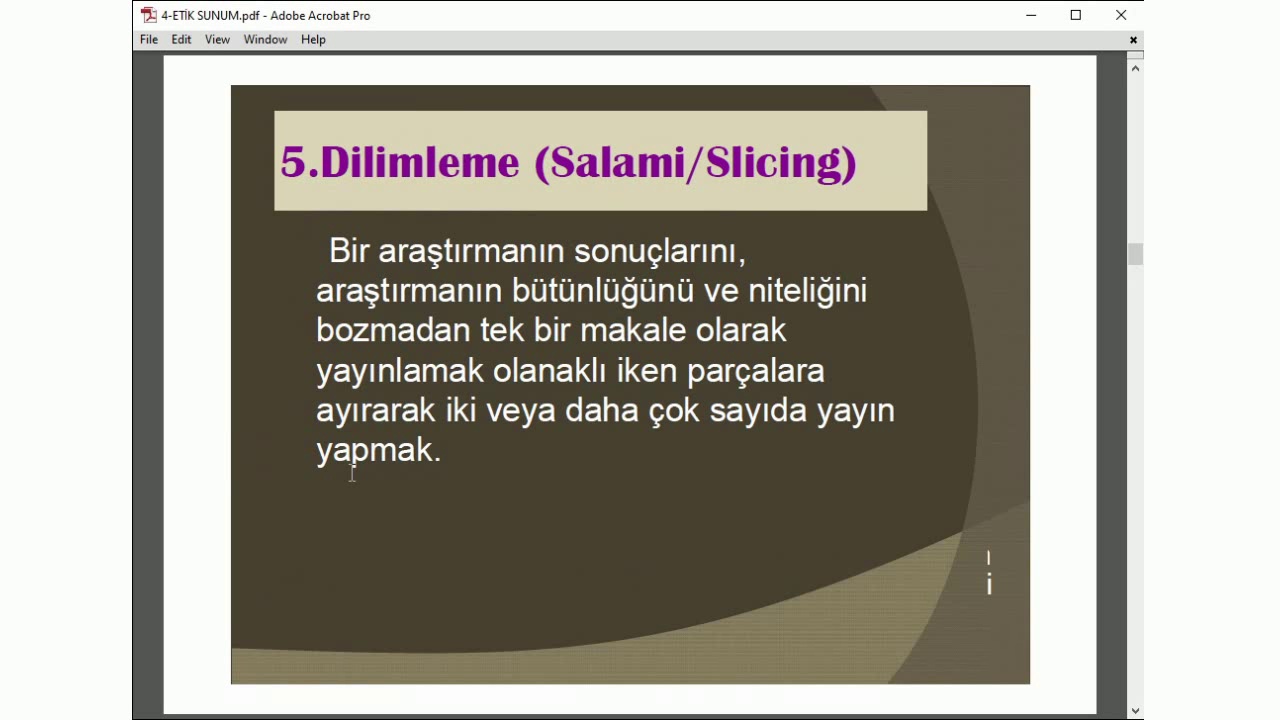 4-ETİK SUNUM.pdf - Adobe Acrobat Pro
File Edit View Window Help
5.Dilimleme (Salami/Slicing)
Bir araştırmanın sonuçlarını,
araştırmanın bütünlüğünü ve niteliğini
bozmadan tek bir makale olarak
yayınlamak olanaklı iken parçalara
ayırarak iki veya daha çok sayıda yayın
yapmak.
ı
i